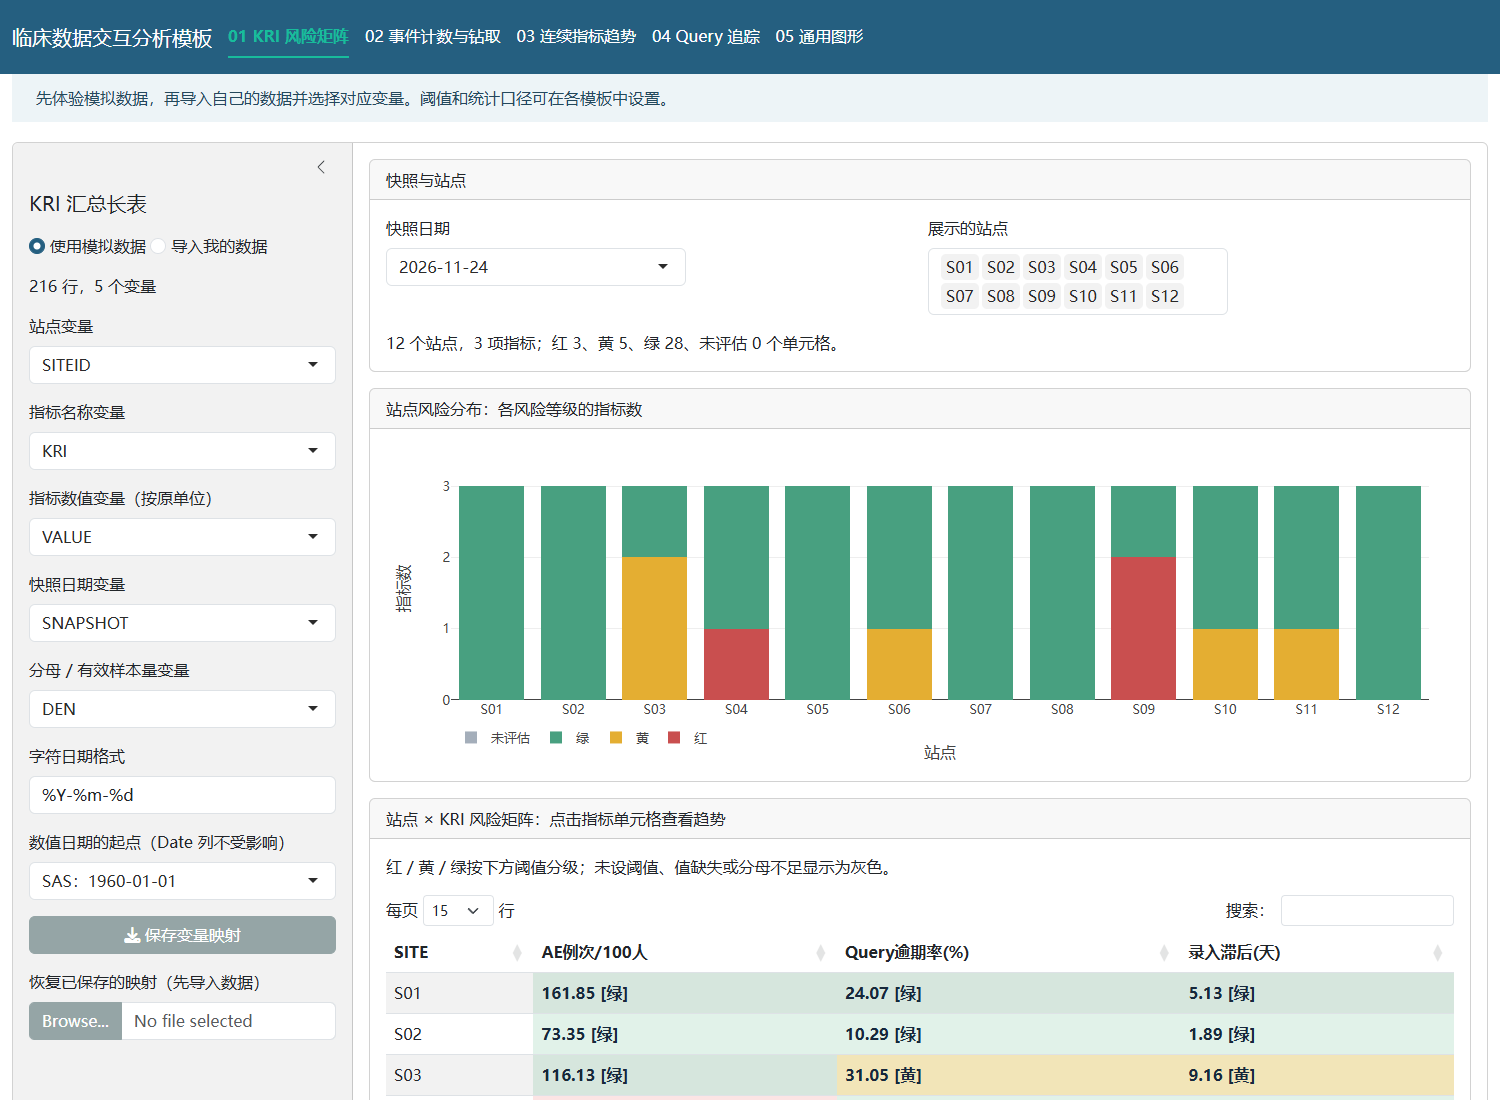 临床数据交互分析模板 01 KRI 风险矩阵 02 事件计数与钻取 03 连续指标趋势 04 Query 追踪 05 通用图形
先体验模拟数据，再导入自己的数据并选择对应变量。阈值和统计口径可在各模板中设置。
KRI 汇总长表
使用模拟数据 导入我的数据
216 行，5 个变量
站点变量
SITEID
指标名称变量
KRI
指标数值变量（按原单位）
VALUE
快照日期变量
SNAPSHOT
分母 / 有效样本量变量
DEN
字符日期格式
%Y-%m-%d
数值日期的起点（Date 列不受影响）
SAS：1960-01-01
保存变量映射
恢复已保存的映射（先导入数据）
Browse... No file selected
快照与站点
快照日期
2026-11-24
展示的站点
S01 S02 S03 S04 S05 S06
S07 S08 S09 S10 S11 S12
12 个站点，3 项指标；红 3、黄 5、绿 28、未评估 0 个单元格。
站点风险分布：各风险等级的指标数
3
2
1
0
指标数
S01 S02 S03 S04 S05 S06 S07 S08 S09 S10 S11 S12
未评估 绿 黄 红
站点
站点 × KRI 风险矩阵：点击指标单元格查看趋势
红 / 黄 / 绿按下方阈值分级；未设阈值、值缺失或分母不足显示为灰色。
每页 15 行 搜索：
SITE AE例次/100人 Query逾期率(%) 录入滞后(天)
S01 161.85 [绿] 24.07 [绿] 5.13 [绿]
S02 73.35 [绿] 10.29 [绿] 1.89 [绿]
S03 116.13 [绿] 31.05 [黄] 9.16 [黄]